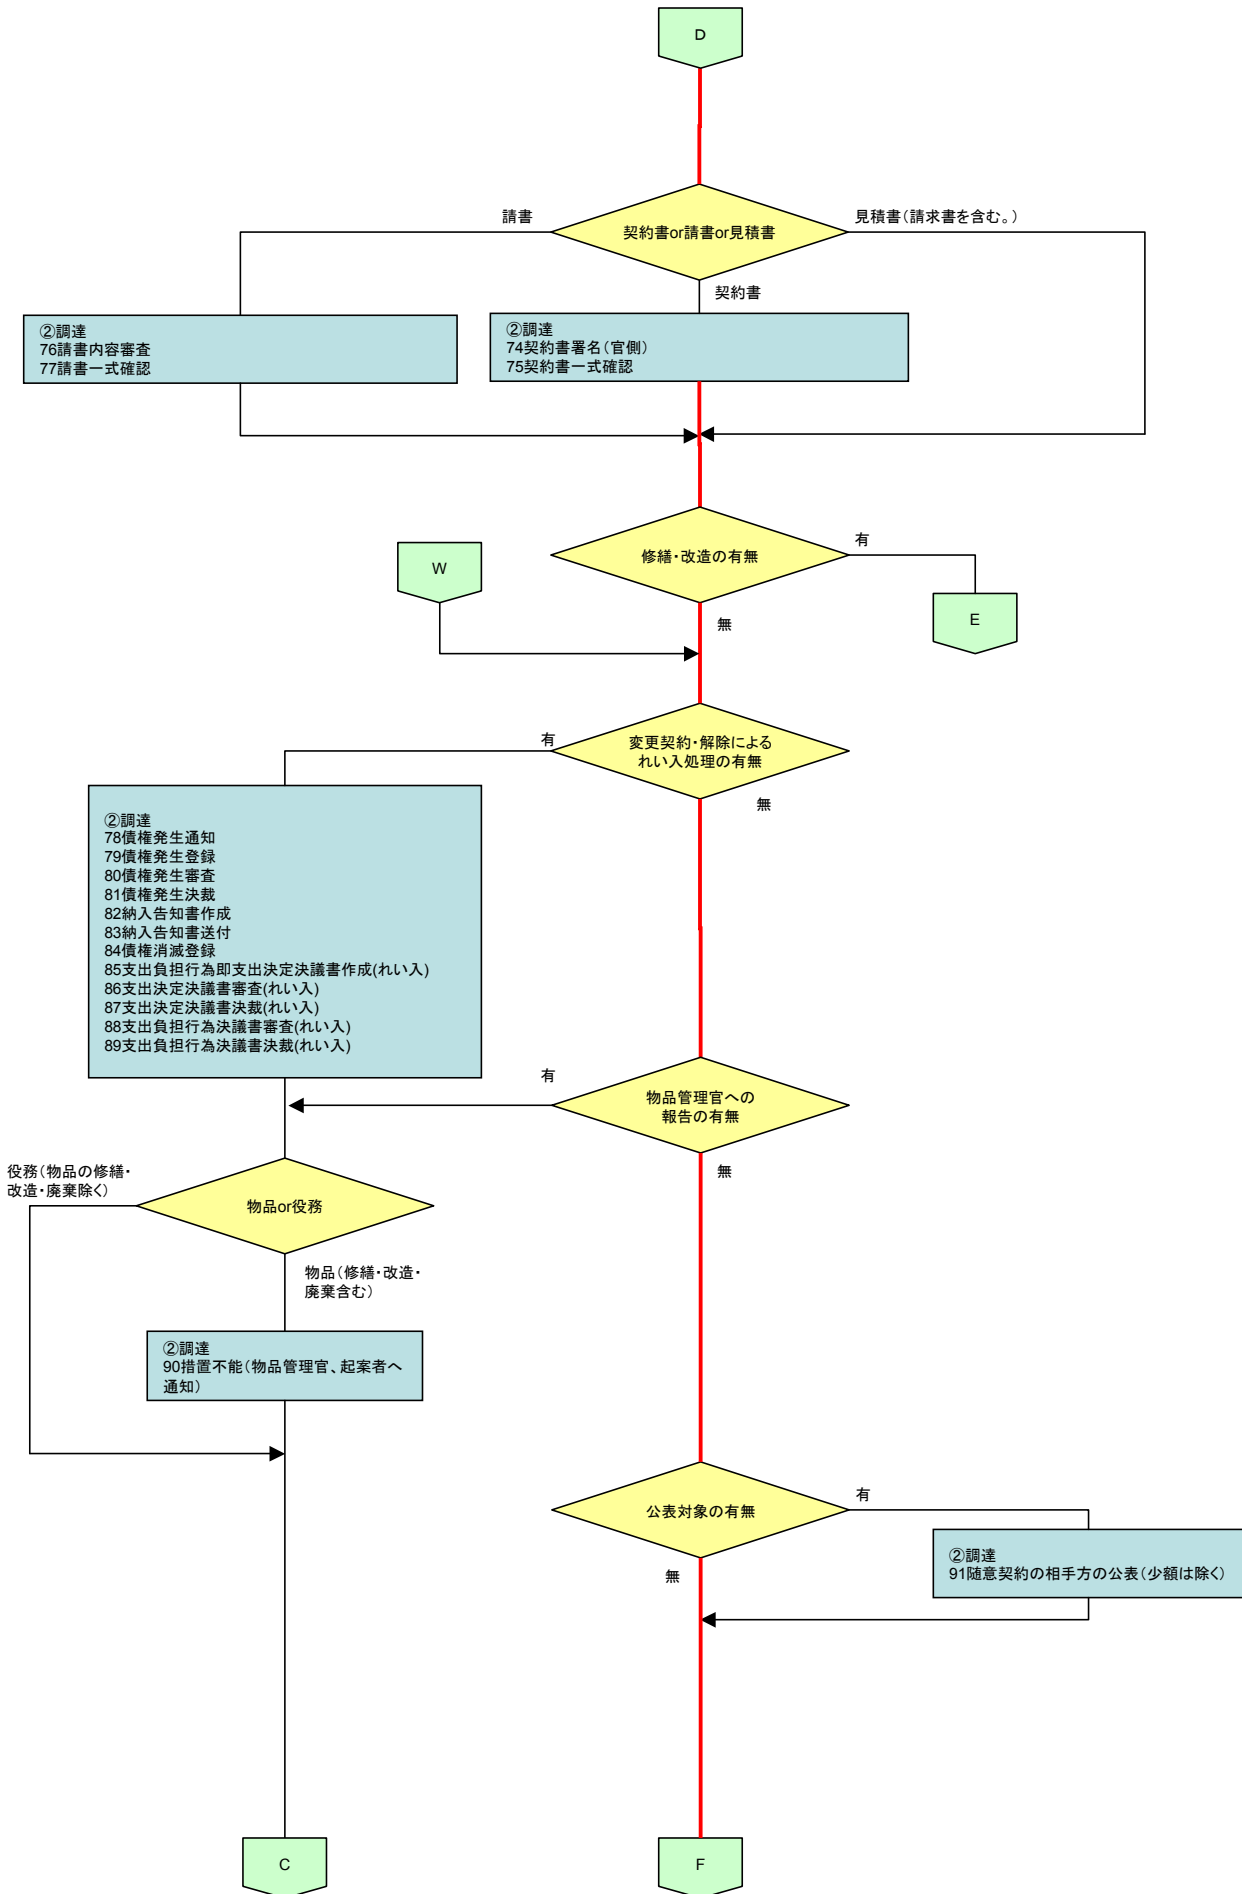 D
請書
契約書or請書or見積書
見積書（請求書を含む。）
契約書
②調達
76請書内容審査
77請書一式確認
②調達
74契約書署名（官側）
75契約書一式確認
修繕・改造の有無
有
W
E
無
有
変更契約・解除による
れい入処理の有無
無
②調達
78債権発生通知
79債権発生登録
80債権発生審査
81債権発生決裁
82納入告知書作成
83納入告知書送付
84債権消滅登録
85支出負担行為即支出決定決議書作成(れい入)
86支出決定決議書審査(れい入)
87支出決定決議書決裁(れい入)
88支出負担行為決議書審査(れい入)
89支出負担行為決議書決裁(れい入)
有
物品管理官への
報告の有無
無
役務（物品の修繕・
改造・廃棄除く）
物品or役務
物品（修繕・改造・
廃棄含む）
②調達
90措置不能（物品管理官、起案者へ
通知）
公表対象の有無
有
無
②調達
91随意契約の相手方の公表（少額は除く）
C
F